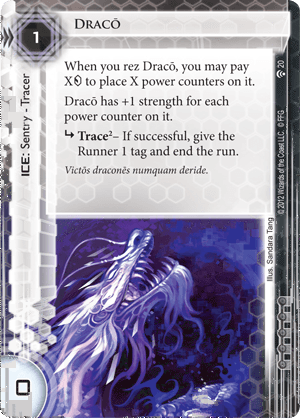 DRACŌ
1
When you rez Dracō, you may pay
X to place X power counters on it.
Dracō has +1 strength for each
power counter on it.
↳ Trace²– If successful, give the
Runner 1 tag and end the run.
Victōs dracōnēs numquam deride.
ICE: Sentry - Tracer
20
© 2012 Wizards of the Coast LLC. © FFG
Illus. Sandara Tang
0